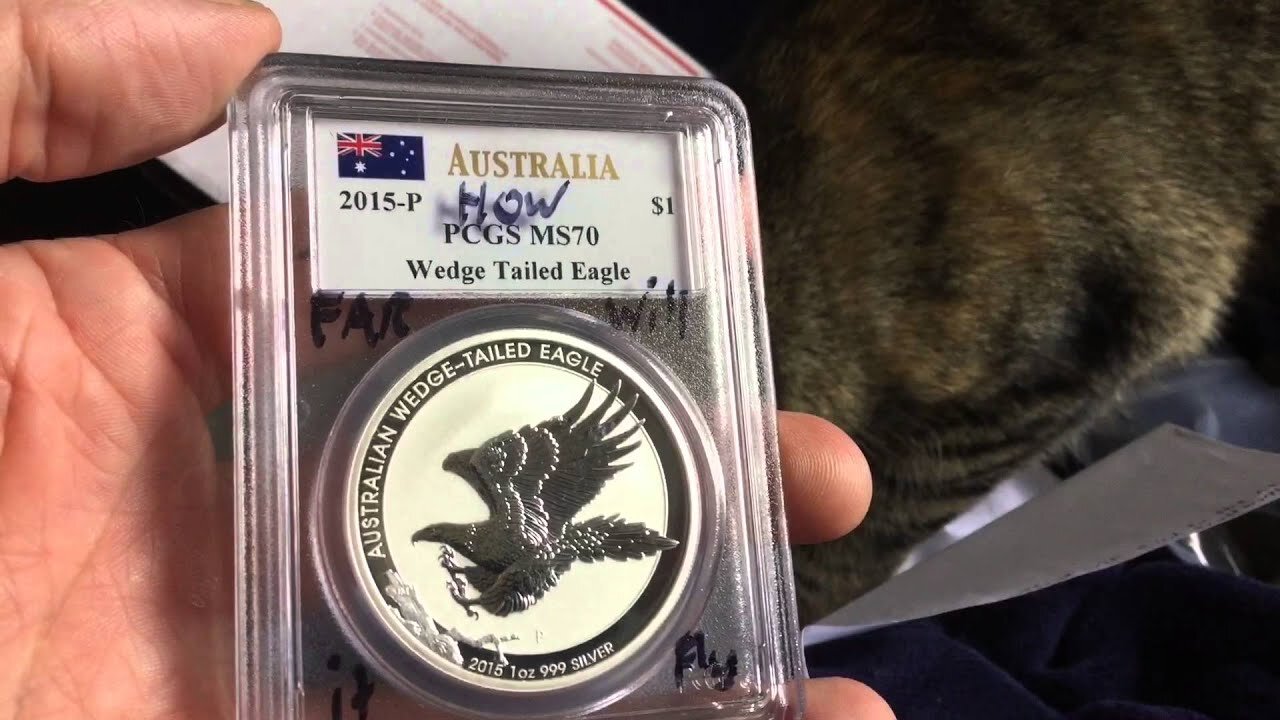 AUSTRALIA
2015-P HOW $1
PCGS MS70
Wedge Tailed Eagle
FAR will
AUSTRALIAN WEDGE-TAILED EAGLE
P
2015 1oz 999 SILVER
it Fly